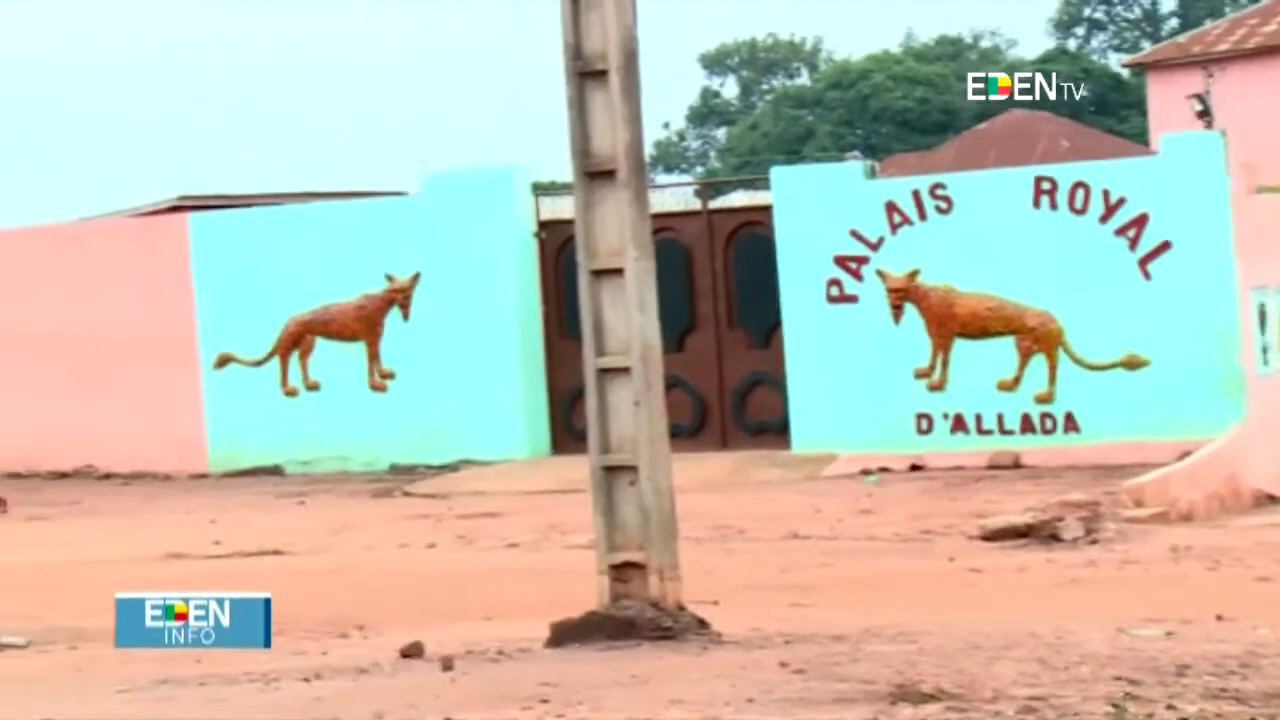 EDEN TV
PALAIS ROYAL
D'ALLADA
EDEN
INFO